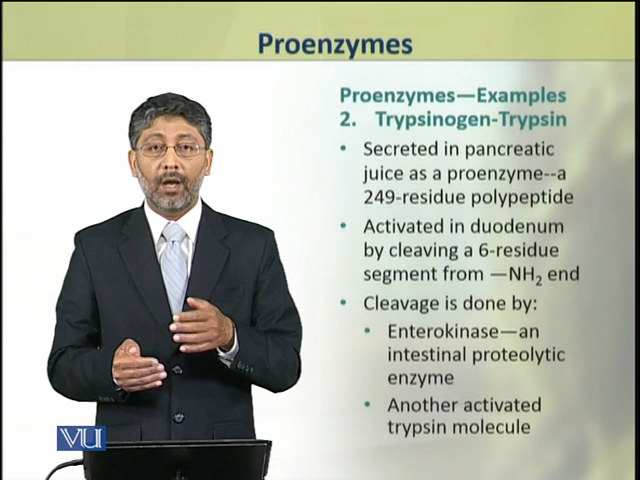 Proenzymes
Proenzymes—Examples
2. Trypsinogen-Trypsin
• Secreted in pancreatic
juice as a proenzyme--a
249-residue polypeptide
• Activated in duodenum
by cleaving a 6-residue
segment from —NH₂ end
• Cleavage is done by:
• Enterokinase—an
intestinal proteolytic
enzyme
• Another activated
trypsin molecule
VU